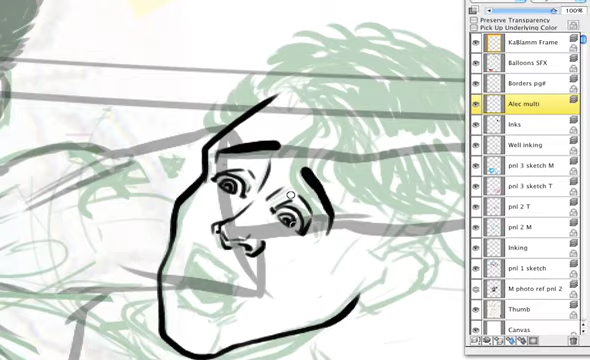 100%
Preserve Transparency
Pick Up Underlying Color
KaBlamm Frame
Balloons SFX
Borders pg#
Alec multi
Inks
Well inking
pnl 3 sketch M
pnl 3 sketch T
pnl 2 T
pnl 2 M
Inking
pnl 1 sketch
M photo ref pnl 2
Thumb
Canvas